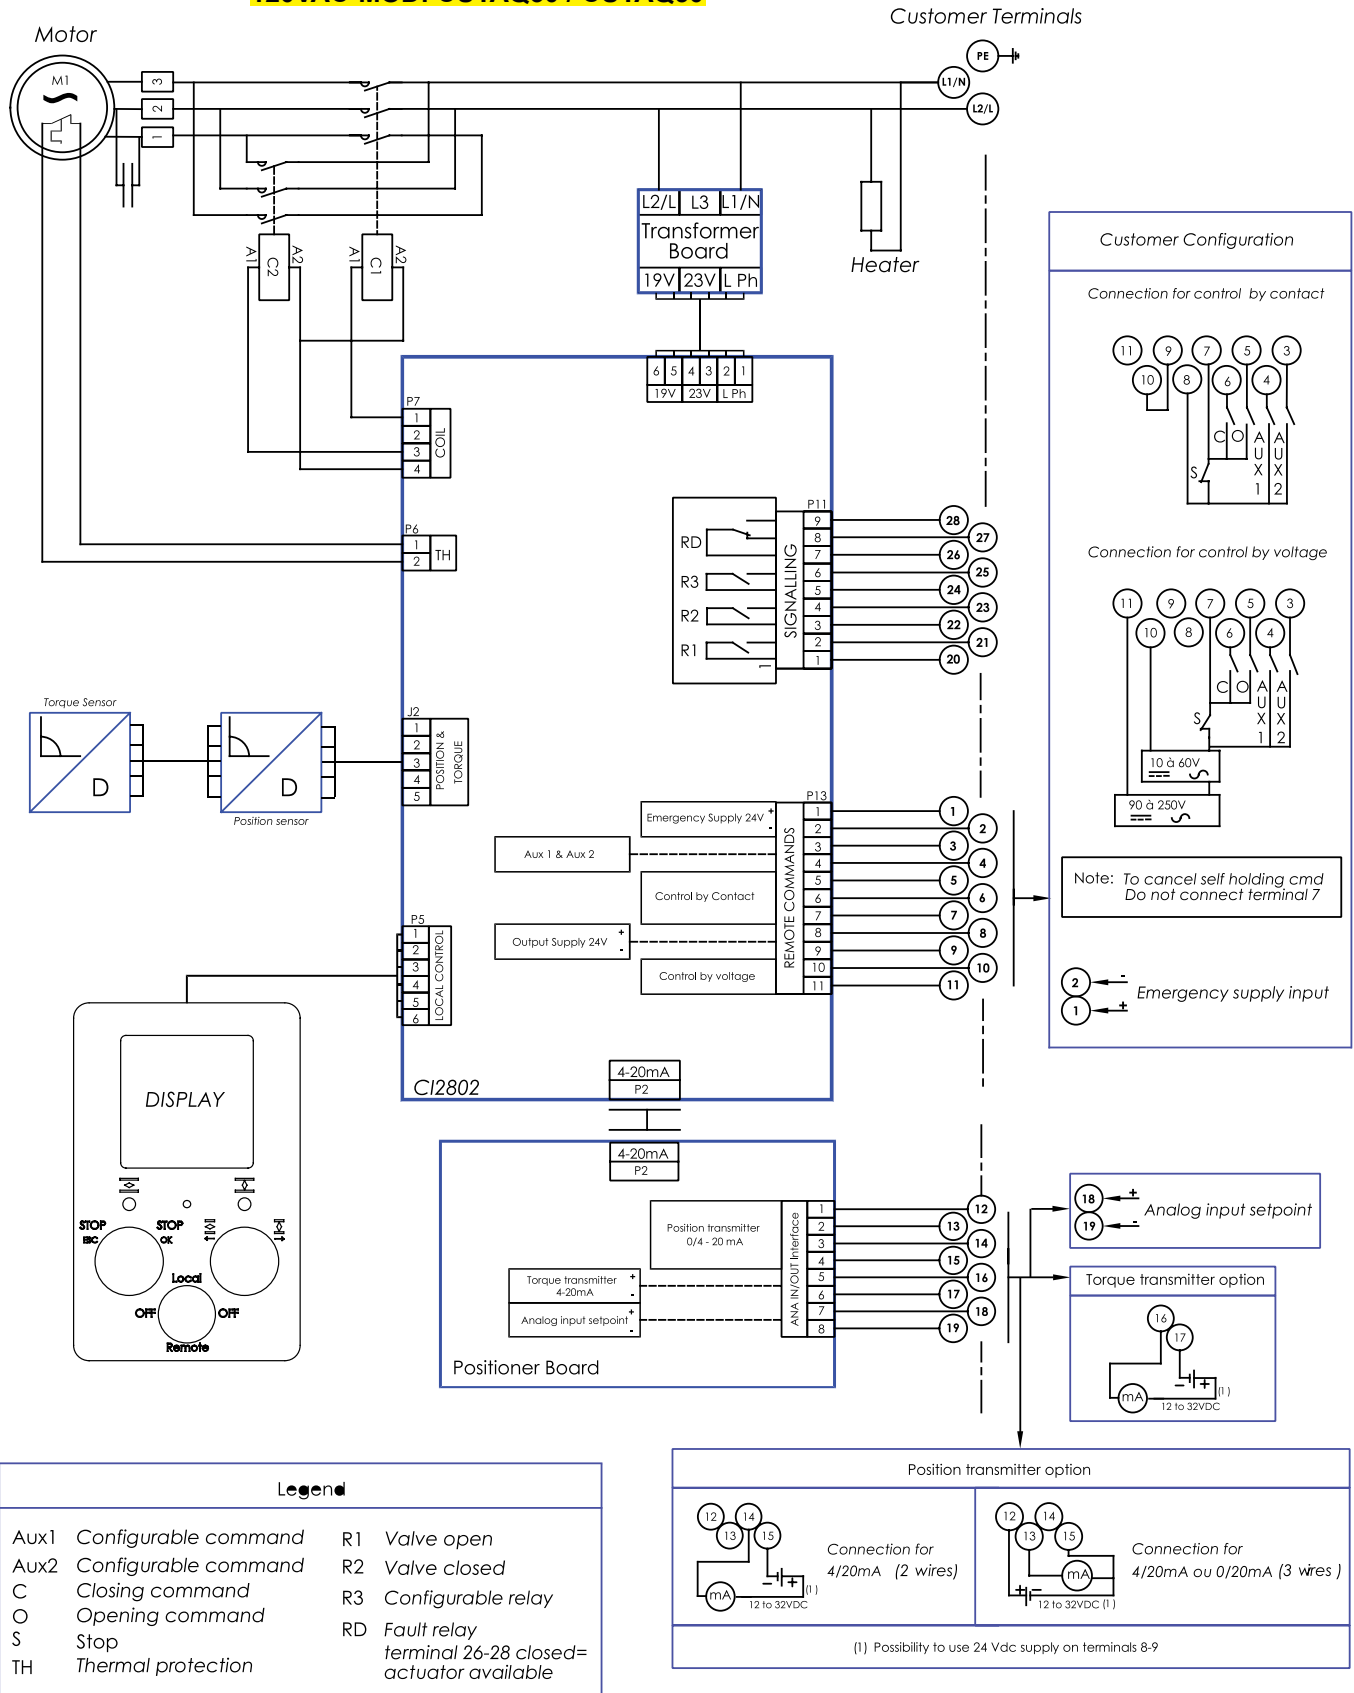 Customer Terminals
Motor
M1
3
2
1
PE
L1/N
L2/L
A1
C2
A2
A1
C1
A2
L2/L L3 L1/N
Transformer
Board
19V 23V L Ph
Heater
6 5 4 3 2 1
19V 23V L Ph
P7
1
2
3
4
COIL
P6
1
2
TH
P11
9
8
7
6
5
4
3
2
1
SIGNALLING
1
RD
R3
R2
R1
28
27
26
25
24
23
22
21
20
Torque Sensor
D
D
Position sensor
J2
1
2
3
4
5
POSITION &
TORQUE
P13
1
2
3
4
5
6
7
8
9
10
11
REMOTE COMMANDS
Emergency Supply 24V + -
Aux 1 & Aux 2
Control by Contact
Output Supply 24V + -
Control by voltage
1
2
3
4
5
6
7
8
9
10
11
P5
1
2
3
4
5
6
LOCAL CONTROL
CI2802
4-20mA
P2
4-20mA
P2
DISPLAY
STOP
ESC
STOP
OK
Local
OFF
OFF
Remote
Position transmitter
0/4 - 20 mA
Torque transmitter
4-20mA
+
-
Analog input setpoint
+
-
ANA IN/OUT Interface
1
2
3
4
5
6
7
8
12
13
14
15
16
17
18
19
Positioner Board
Customer Configuration
Connection for control by contact
11 9 7 5 3
10 8 6 4
C O
S
AUX 1
AUX 2
Connection for control by voltage
11 9 7 5 3
10 8 6 4
C O
S
AUX 1
AUX 2
10 à 60V
90 à 250V
Note: To cancel self holding cmd
Do not connect terminal 7
2 -
1 +
Emergency supply input
18 +
19 -
Analog input setpoint
Torque transmitter option
16
17
mA
- +
(1)
12 to 32VDC
Position transmitter option
12 14
13 15
mA
- +
(1)
12 to 32VDC
Connection for
4/20mA (2 wires)
12 14
13 15
mA
+ -
12 to 32VDC (1)
Connection for
4/20mA ou 0/20mA (3 wires )
(1) Possibility to use 24 Vdc supply on terminals 8-9
Legend
Aux1 Configurable command
Aux2 Configurable command
C Closing command
O Opening command
S Stop
TH Thermal protection
R1 Valve open
R2 Valve closed
R3 Configurable relay
RD Fault relay
terminal 26-28 closed=
actuator available